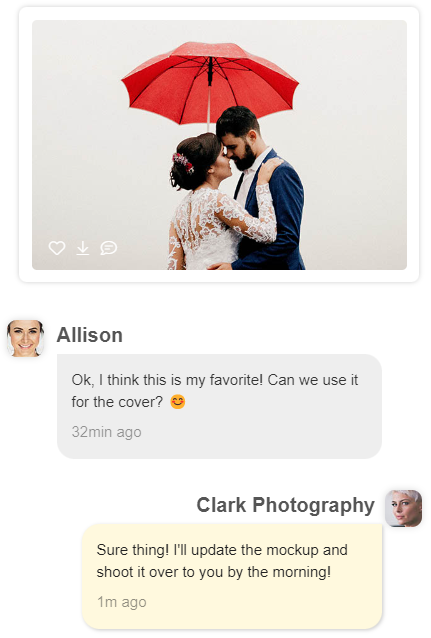 Allison
Ok, I think this is my favorite! Can we use it
for the cover? 😊
32min ago
Clark Photography
Sure thing! I'll update the mockup and
shoot it over to you by the morning!
1m ago